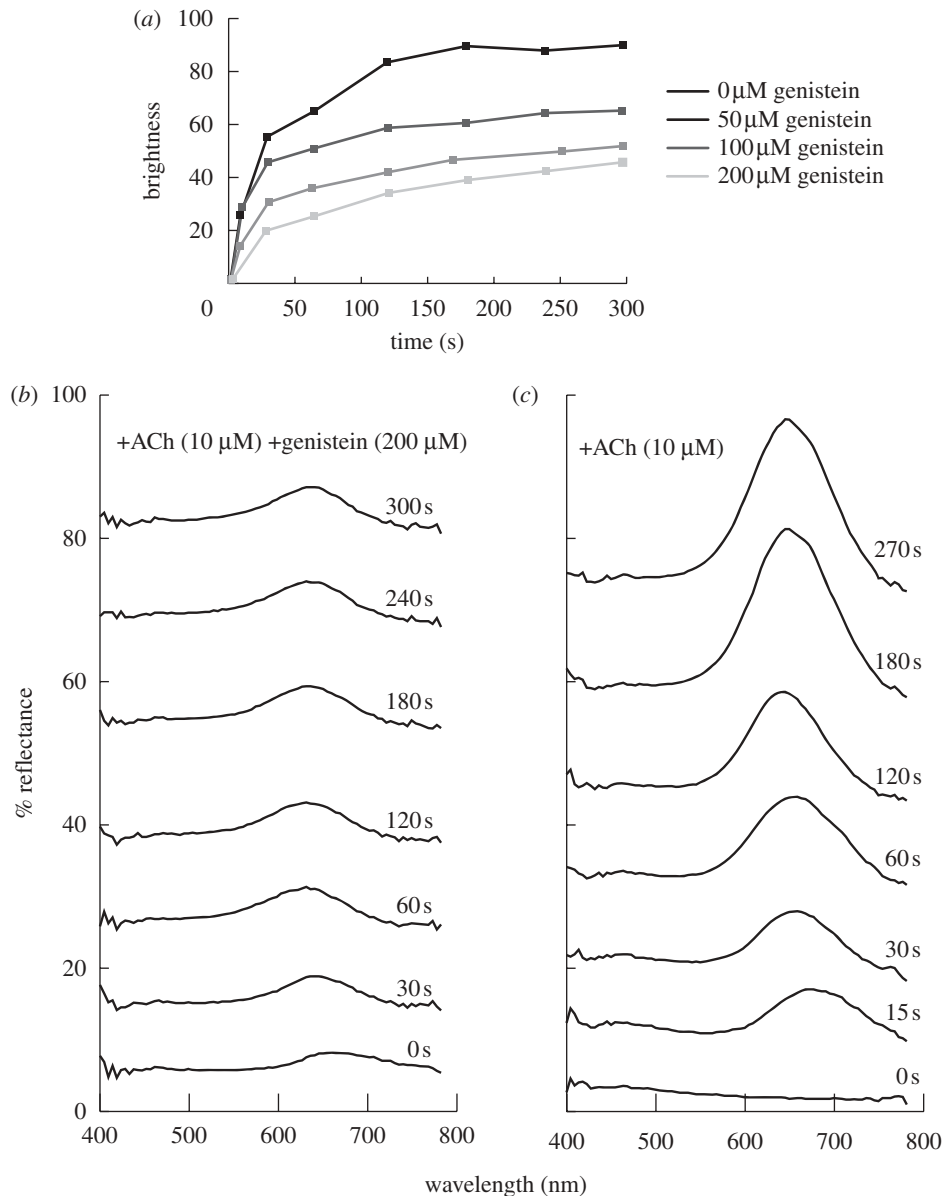 (a)
100
80
60
40
20
0
50
100
150
200
250
300
brightness
time (s)
0 µM genistein
50 µM genistein
100 µM genistein
200 µM genistein
(b)
100
80
60
40
20
0
% reflectance
+ACh (10 µM) +genistein (200 µM)
300 s
240 s
180 s
120 s
60 s
30 s
0 s
400
500
600
700
800
(c)
+ACh (10 µM)
270 s
180 s
120 s
60 s
30 s
15 s
0 s
400
500
600
700
800
wavelength (nm)